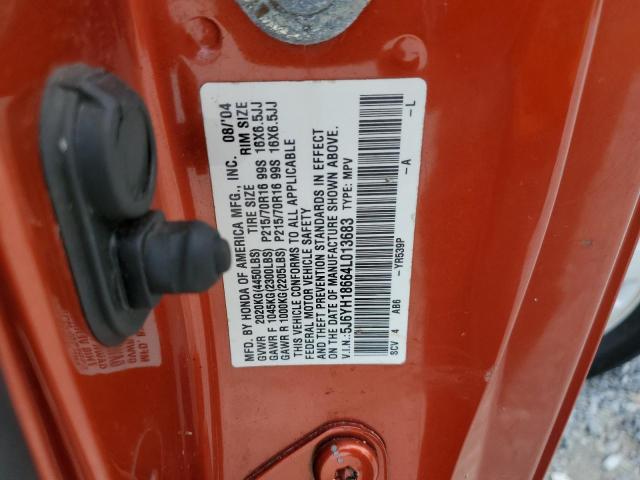 MFD. BY HONDA OF AMERICA MFG., INC. 08/'04
TIRE SIZE RIM SIZE
GVWR 2020KG(4450LBS)
GAWR F 1045KG(2300LBS) P215/70R16 99S 16X6.5JJ
GAWR R 1000KG(2205LBS) P215/70R16 99S 16X6.5JJ
THIS VEHICLE CONFORMS TO ALL APPLICABLE
FEDERAL MOTOR VEHICLE SAFETY
AND THEFT PREVENTION STANDARDS IN EFFECT
ON THE DATE OF MANUFACTURE SHOWN ABOVE.
V.I.N.: 5J6YH18664L013683 TYPE: MPV
SCV 4 AB6 -YR539P -A -L